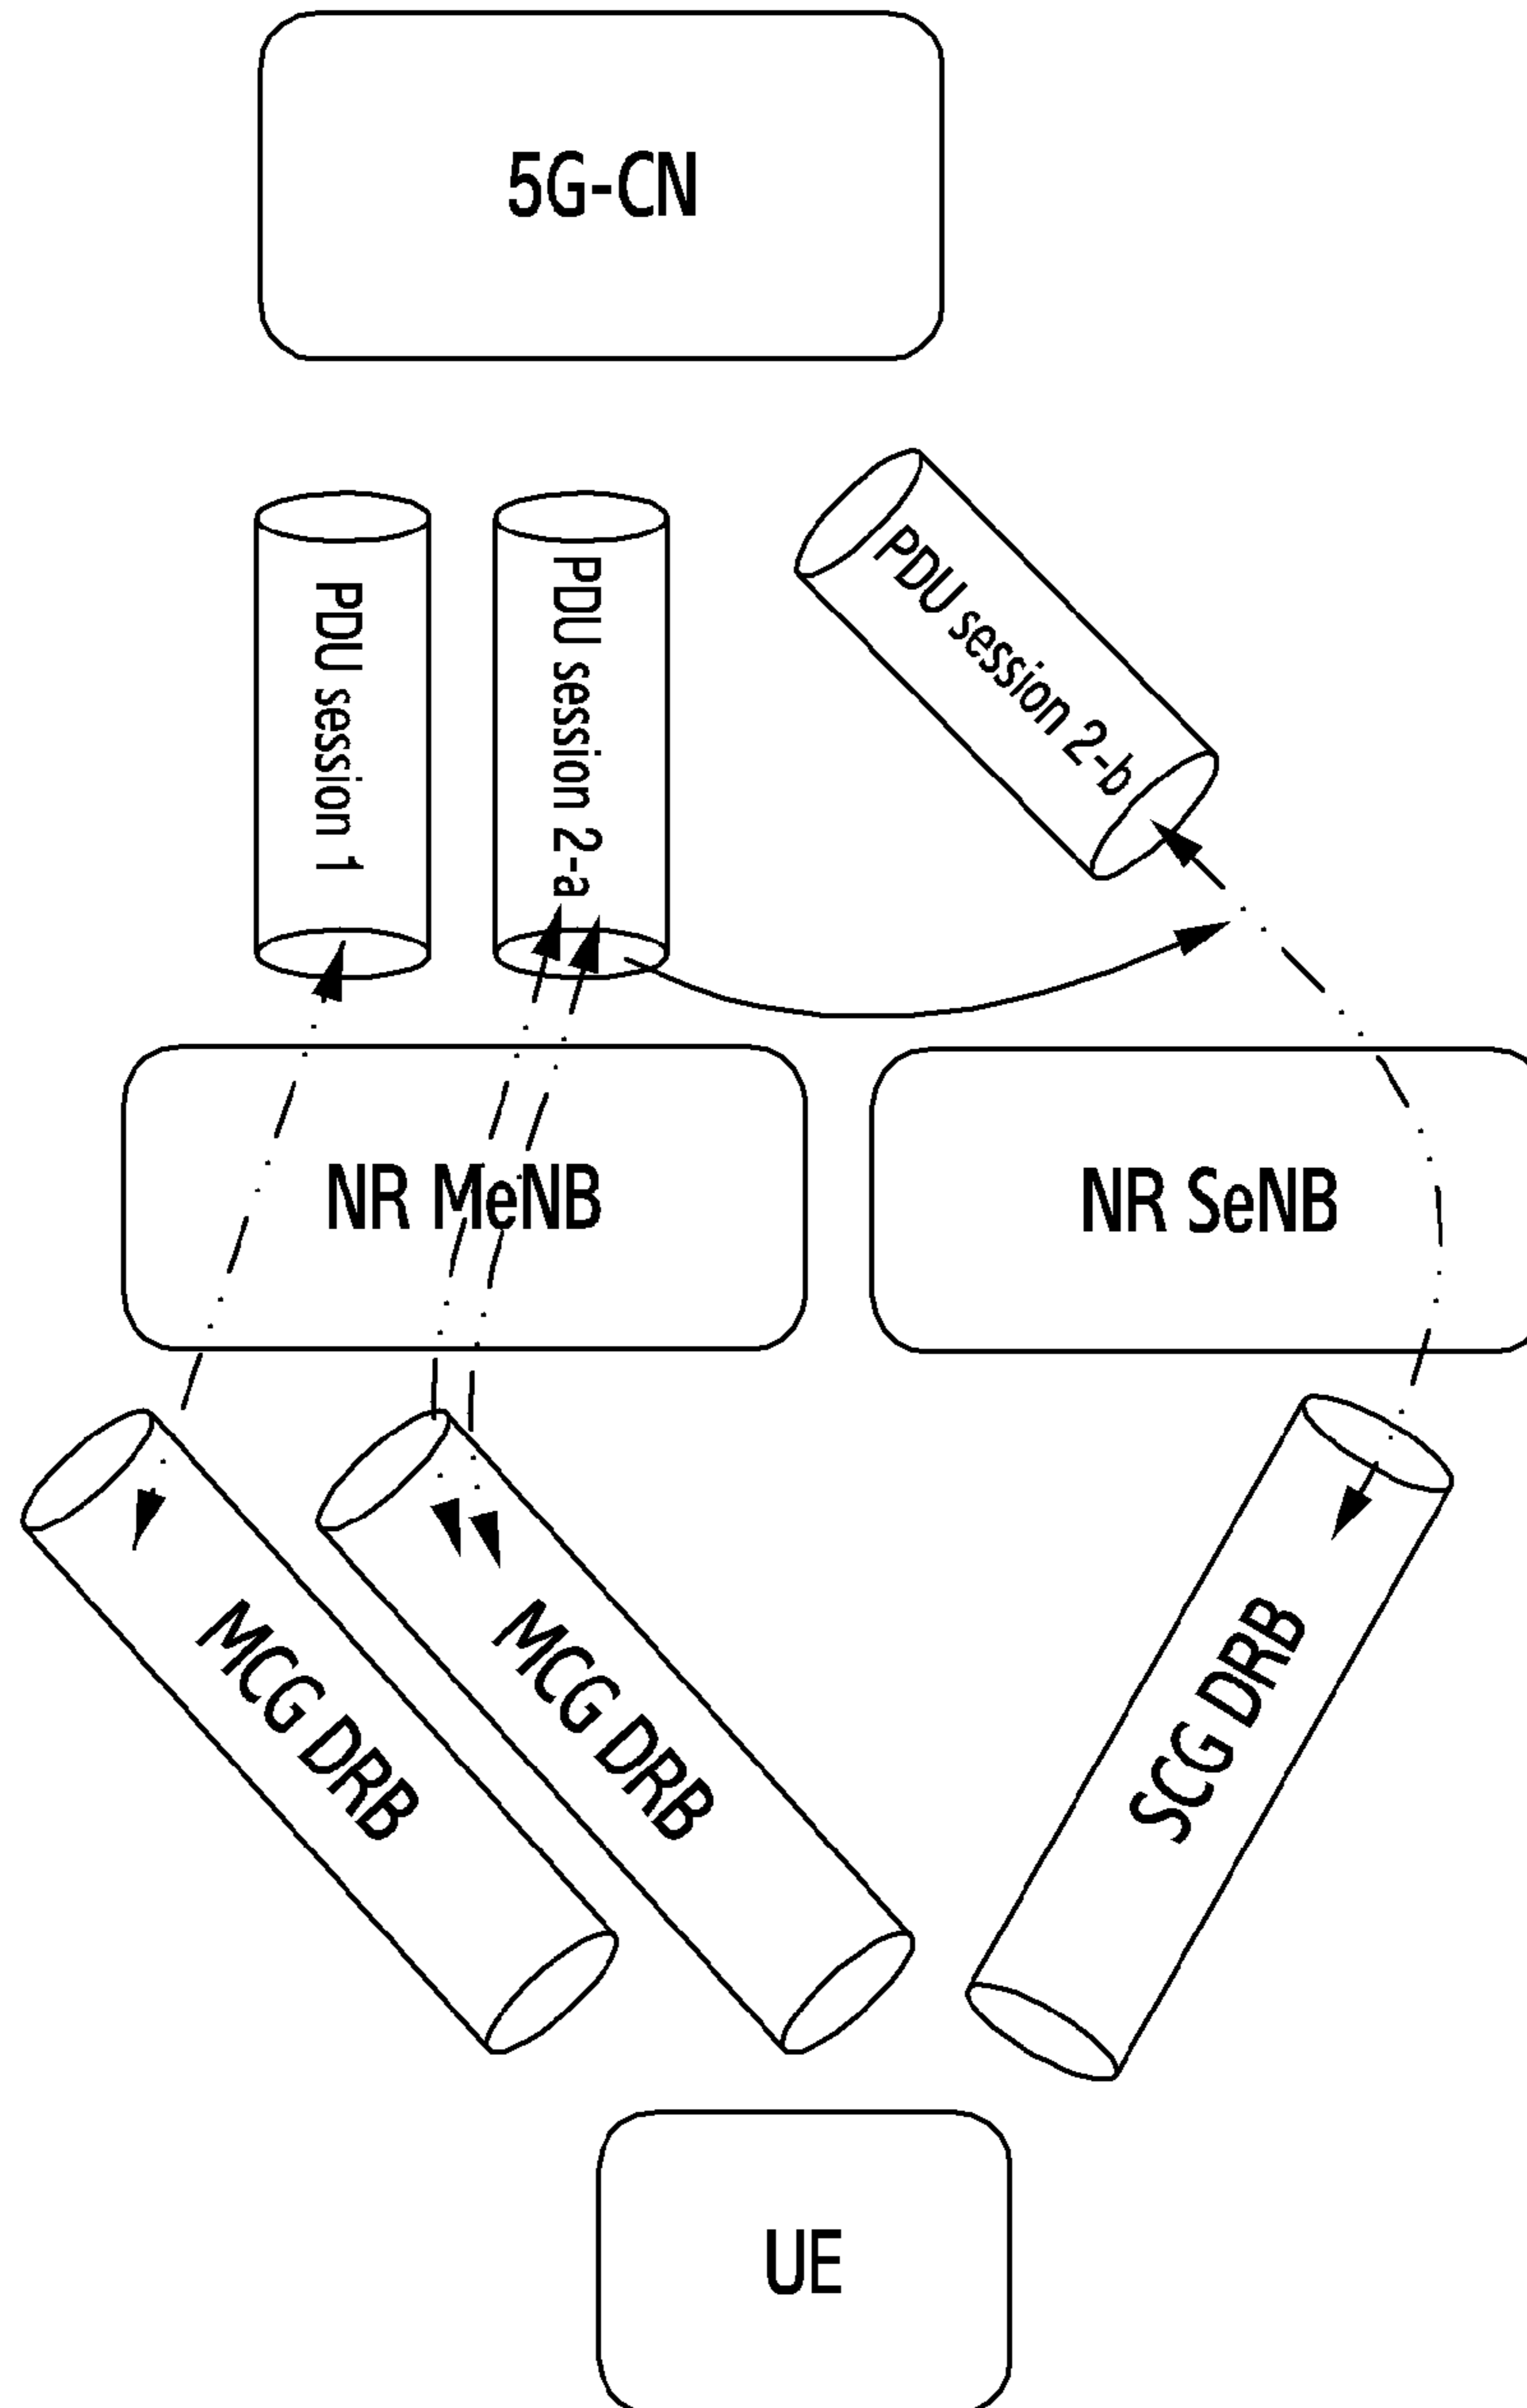 5G-CN
PDU session 1
PDU session 2-a
PDU session 2-b
NR MeNB
NR SeNB
MCG DRB
MCG DRB
SCG DRB
UE